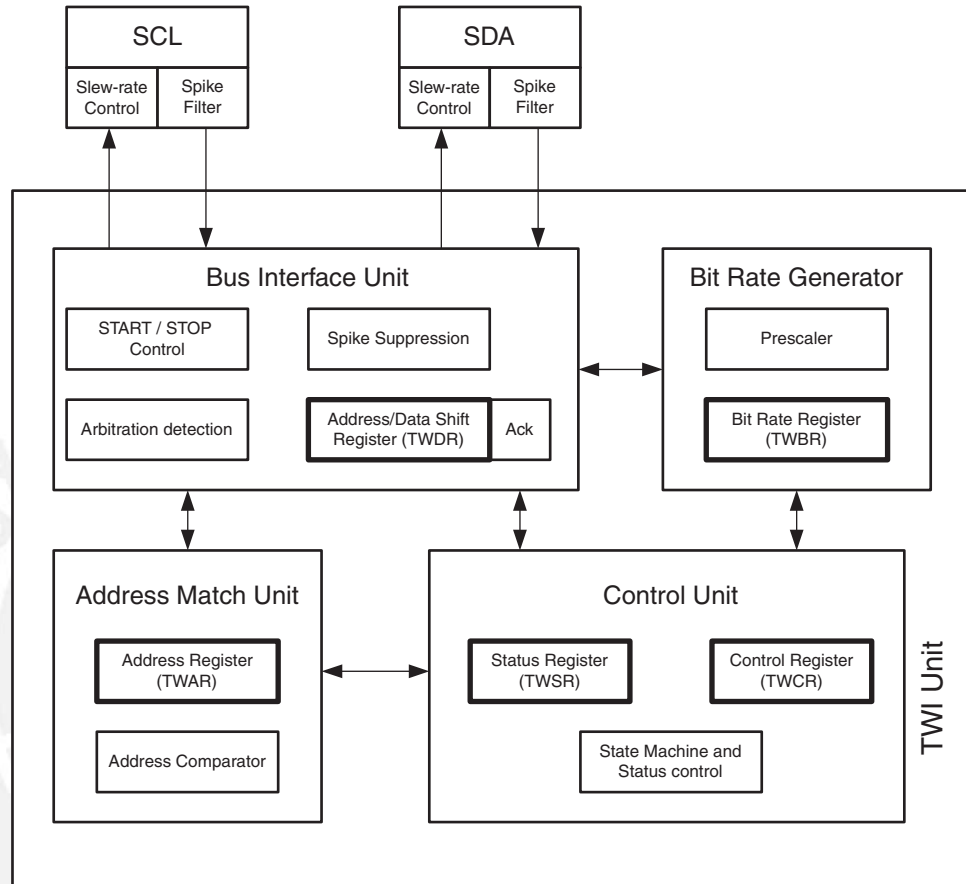 SCL
Slew-rate
Control
Spike
Filter
SDA
Slew-rate
Control
Spike
Filter
Bus Interface Unit
START / STOP
Control
Spike Suppression
Arbitration detection
Address/Data Shift
Register (TWDR)
Ack
Bit Rate Generator
Prescaler
Bit Rate Register
(TWBR)
Address Match Unit
Address Register
(TWAR)
Address Comparator
Control Unit
Status Register
(TWSR)
Control Register
(TWCR)
State Machine and
Status control
TWI Unit